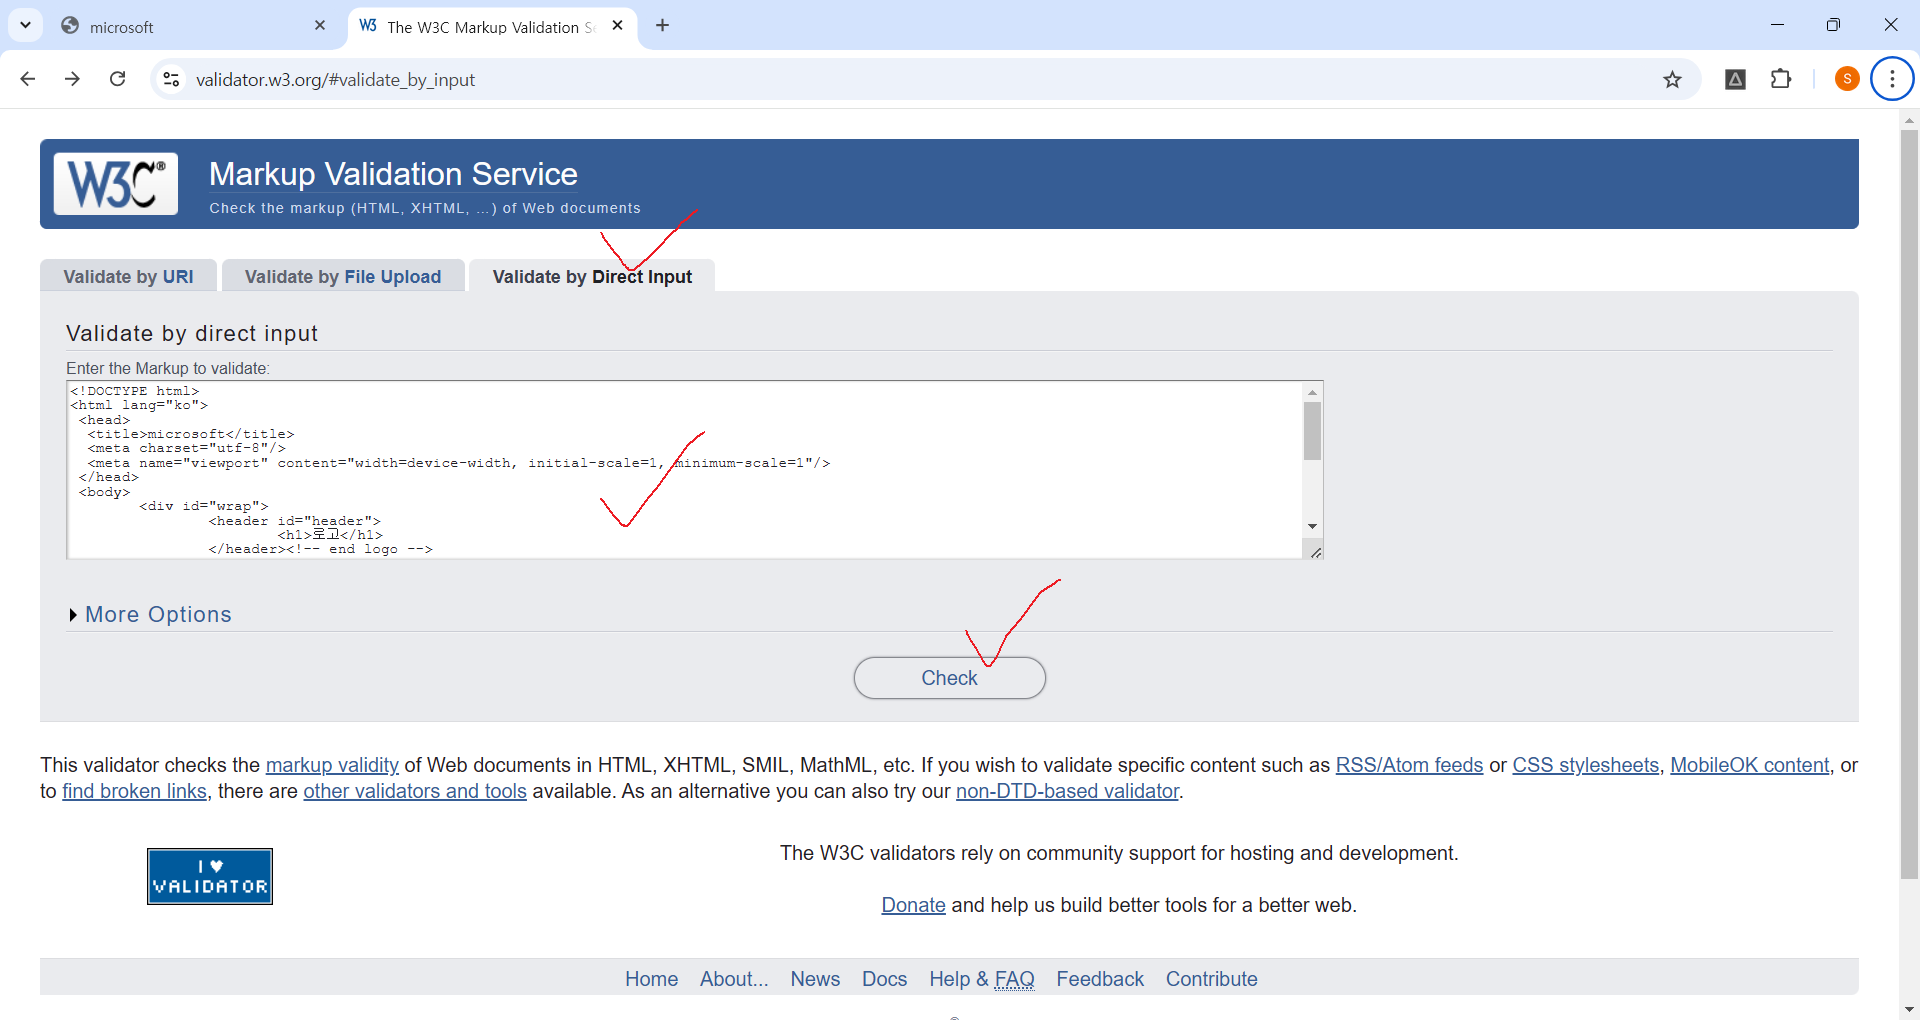 microsoft
The W3C Markup Validation Se
validator.w3.org/#validate_by_input
S
W3C®
Markup Validation Service
Check the markup (HTML, XHTML, …) of Web documents
Validate by URI
Validate by File Upload
Validate by Direct Input
Validate by direct input
Enter the Markup to validate:
<!DOCTYPE html>
<html lang="ko">
<head>
<title>microsoft</title>
<meta charset="utf-8"/>
<meta name="viewport" content="width=device-width, initial-scale=1, minimum-scale=1"/>
</head>
<body>
<div id="wrap">
<header id="header">
<h1>로고</h1>
</header><!-- end logo -->
More Options
Check
This validator checks the markup validity of Web documents in HTML, XHTML, SMIL, MathML, etc. If you wish to validate specific content such as RSS/Atom feeds or CSS stylesheets, MobileOK content, or
to find broken links, there are other validators and tools available. As an alternative you can also try our non-DTD-based validator.
I ♥
VALIDATOR
The W3C validators rely on community support for hosting and development.
Donate and help us build better tools for a better web.
Home About... News Docs Help & FAQ Feedback Contribute